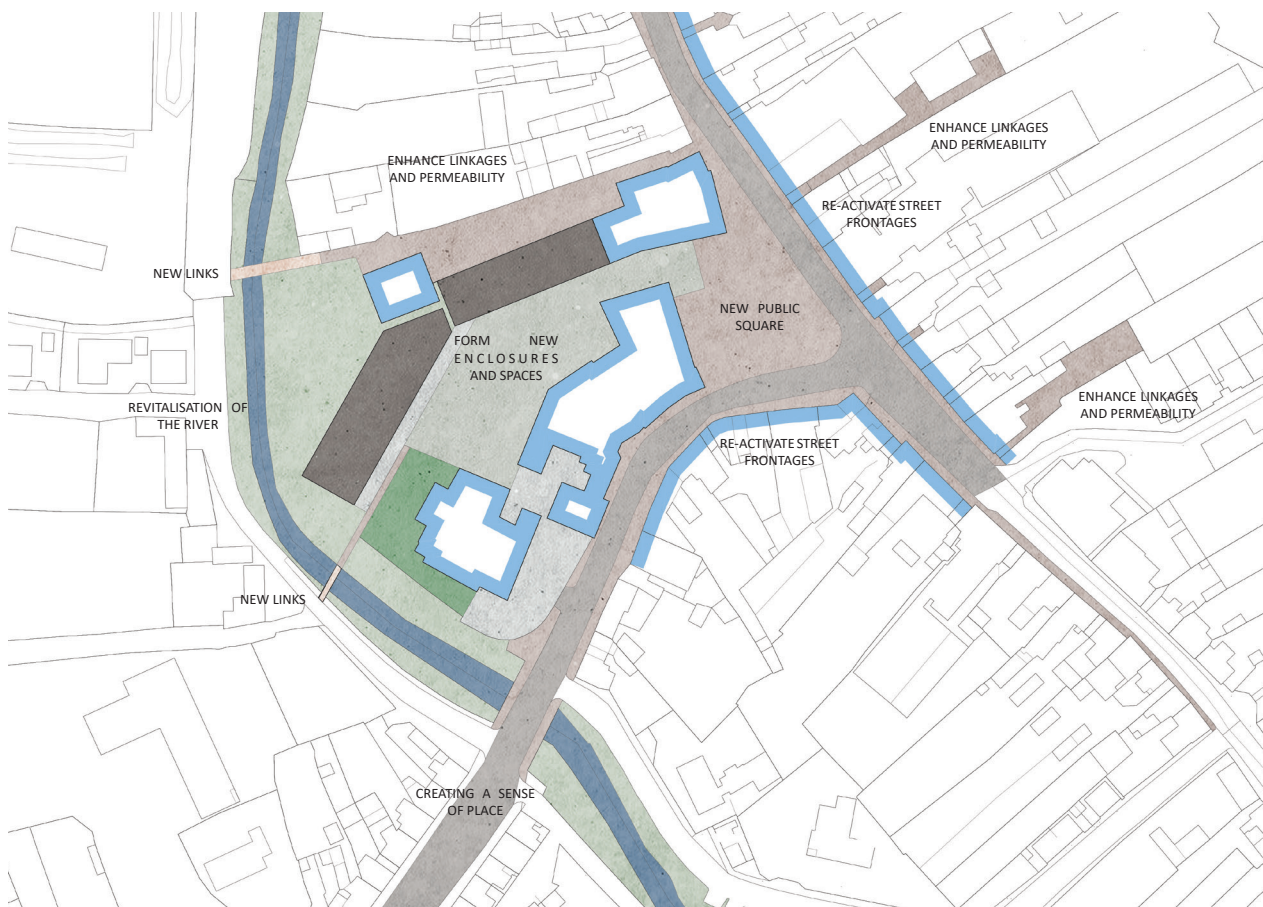 ENHANCE LINKAGES
AND PERMEABILITY
ENHANCE LINKAGES
AND PERMEABILITY
RE-ACTIVATE STREET
FRONTAGES
NEW LINKS
NEW PUBLIC
SQUARE
FORM NEW
ENCLOSURES
AND SPACES
REVITALISATION OF
THE RIVER
ENHANCE LINKAGES
AND PERMEABILITY
RE-ACTIVATE STREET
FRONTAGES
NEW LINKS
CREATING A SENSE
OF PLACE